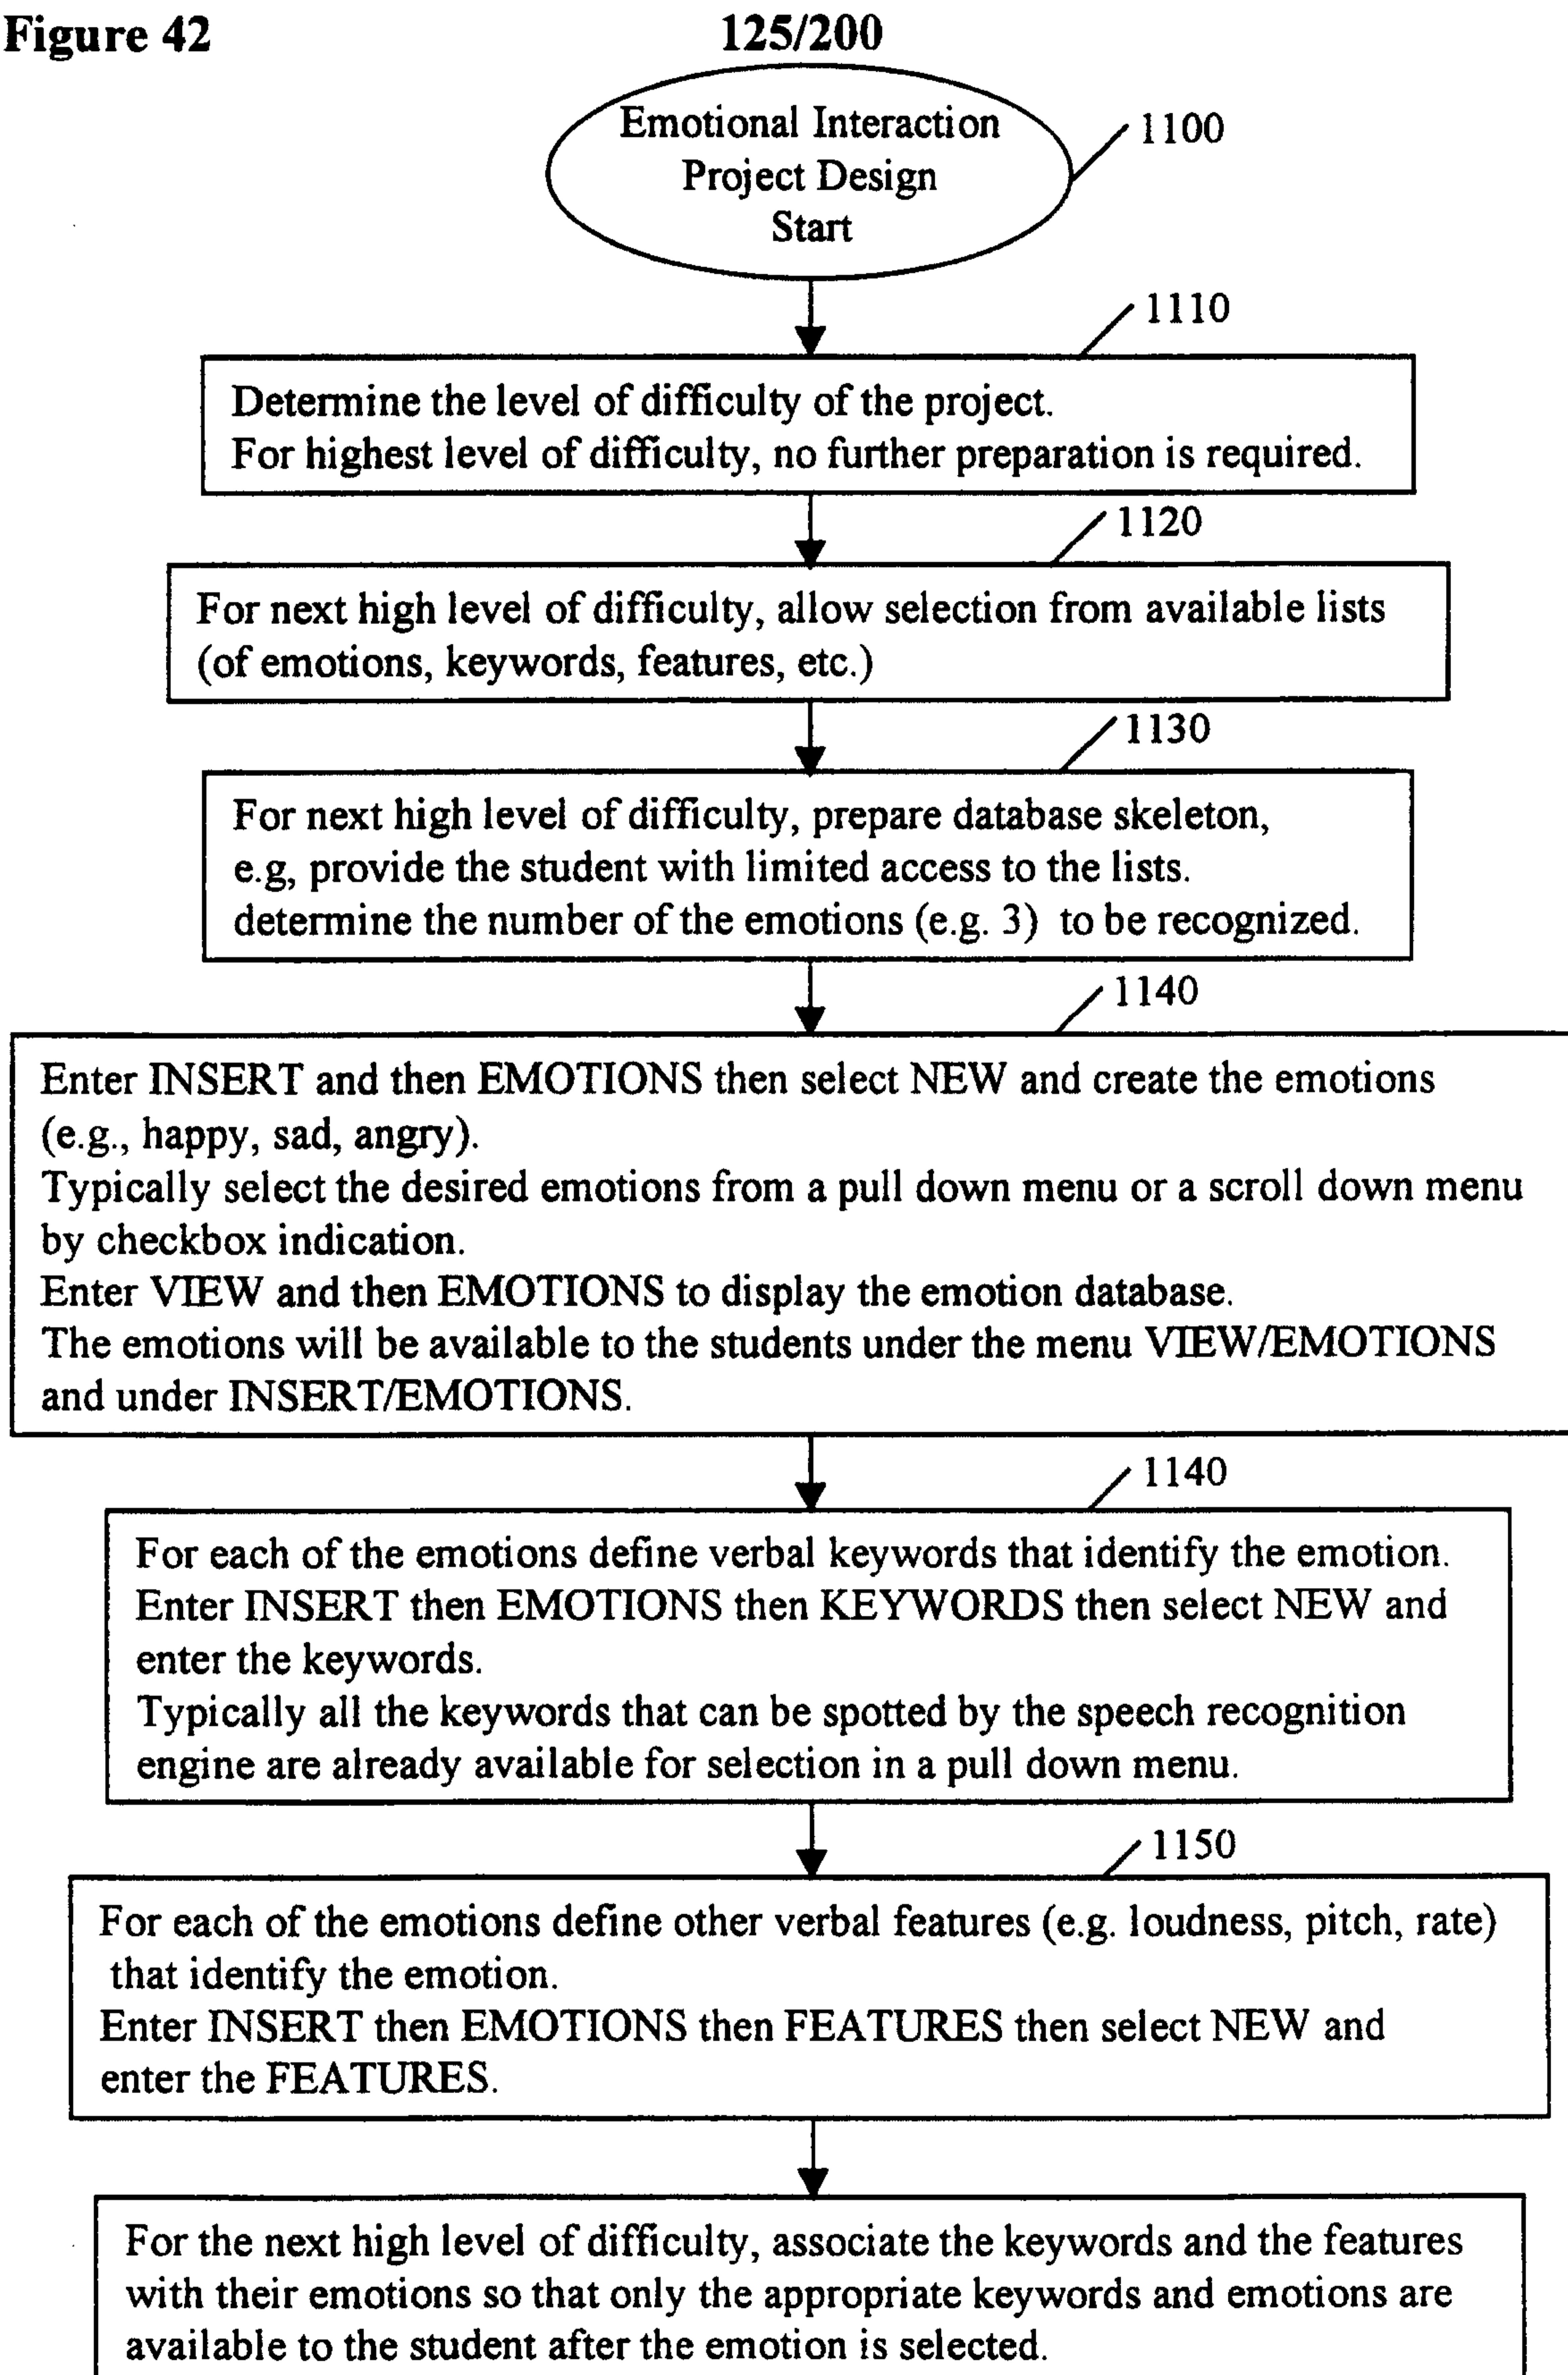 Figure 42
125/200
Emotional Interaction
Project Design
Start
1100
1110
Determine the level of difficulty of the project.
For highest level of difficulty, no further preparation is required.
1120
For next high level of difficulty, allow selection from available lists
(of emotions, keywords, features, etc.)
1130
For next high level of difficulty, prepare database skeleton,
e.g, provide the student with limited access to the lists.
determine the number of the emotions (e.g. 3) to be recognized.
1140
Enter INSERT and then EMOTIONS then select NEW and create the emotions
(e.g., happy, sad, angry).
Typically select the desired emotions from a pull down menu or a scroll down menu
by checkbox indication.
Enter VIEW and then EMOTIONS to display the emotion database.
The emotions will be available to the students under the menu VIEW/EMOTIONS
and under INSERT/EMOTIONS.
1140
For each of the emotions define verbal keywords that identify the emotion.
Enter INSERT then EMOTIONS then KEYWORDS then select NEW and
enter the keywords.
Typically all the keywords that can be spotted by the speech recognition
engine are already available for selection in a pull down menu.
1150
For each of the emotions define other verbal features (e.g. loudness, pitch, rate)
that identify the emotion.
Enter INSERT then EMOTIONS then FEATURES then select NEW and
enter the FEATURES.
For the next high level of difficulty, associate the keywords and the features
with their emotions so that only the appropriate keywords and emotions are
available to the student after the emotion is selected.